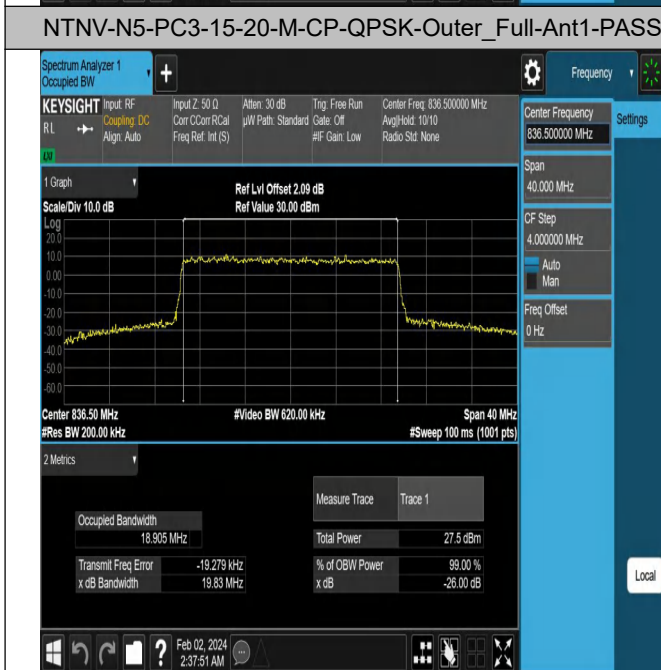 NTNV-N5-PC3-15-20-M-CP-QPSK-Outer_Full-Ant1-PASS
Spectrum Analyzer 1
Occupied BW
+
Frequency
KEYSIGHT
RL
LXI
Input: RF
Coupling: DC
Align: Auto
Input Z: 50 Ω
Corr CCorr RCal
Freq Ref: Int (S)
Atten: 30 dB
µW Path: Standard
Trig: Free Run
Gate: Off
#IF Gain: Low
Center Freq: 836.500000 MHz
Avg|Hold: 10/10
Radio Std: None
Center Frequency
836.500000 MHz
Settings
Span
40.000 MHz
CF Step
4.000000 MHz
Auto
Man
Freq Offset
0 Hz
1 Graph
Scale/Div 10.0 dB
Ref Lvl Offset 2.09 dB
Ref Value 30.00 dBm
Log
20.0
10.0
0.00
-10.0
-20.0
-30.0
-40.0
-50.0
-60.0
Center 836.50 MHz
#Res BW 200.00 kHz
#Video BW 620.00 kHz
Span 40 MHz
#Sweep 100 ms (1001 pts)
2 Metrics
Measure Trace Trace 1
Occupied Bandwidth
18.905 MHz
Total Power 27.5 dBm
Transmit Freq Error -19.279 kHz
% of OBW Power 99.00 %
x dB Bandwidth 19.83 MHz
x dB -26.00 dB
Local
?
Feb 02, 2024
2:37:51 AM